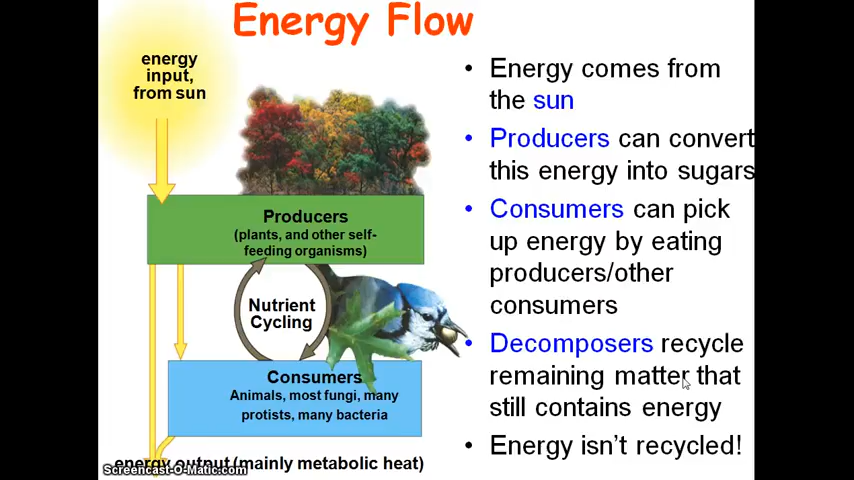 Energy Flow
energy
input,
from sun
Producers
(plants, and other self-
feeding organisms)
Nutrient
Cycling
Consumers
Animals, most fungi, many
protists, many bacteria
energy output (mainly metabolic heat)
Screencast-O-Matic.com
• Energy comes from
the sun
• Producers can convert
this energy into sugars
• Consumers can pick
up energy by eating
producers/other
consumers
• Decomposers recycle
remaining matter that
still contains energy
• Energy isn't recycled!